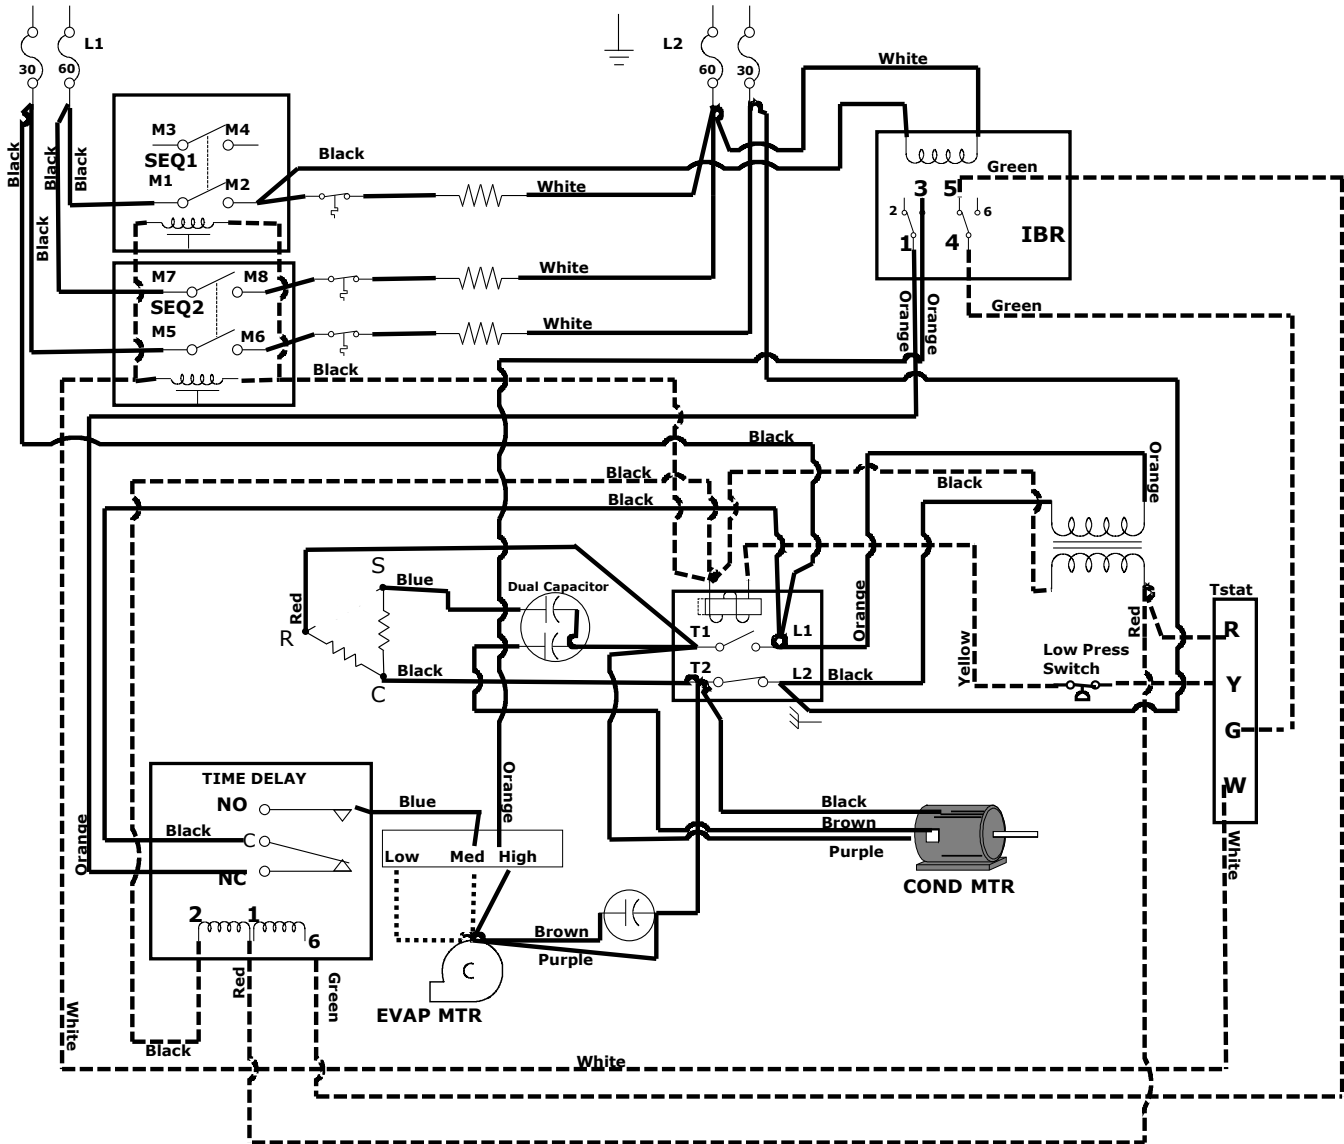 L1
L2
30
60
60
30
White
M3
M4
SEQ1
Black
M1
M2
White
Black
Black
Black
Black
Green
3
5
2
6
1
4
IBR
M7
M8
SEQ2
White
M5
M6
White
Orange
Orange
Green
Black
Black
Black
Black
Black
Orange
S
Blue
Dual Capacitor
Red
R
Black
C
T1
L1
T2
L2
Orange
Black
Yellow
Low Press
Switch
Red
Tstat
R
Y
G
W
TIME DELAY
NO
Black
C
NC
2
1
6
Orange
Blue
Orange
Low
Med
High
Black
Brown
Purple
COND MTR
White
Brown
Purple
C
EVAP MTR
Red
Green
White
Black
White